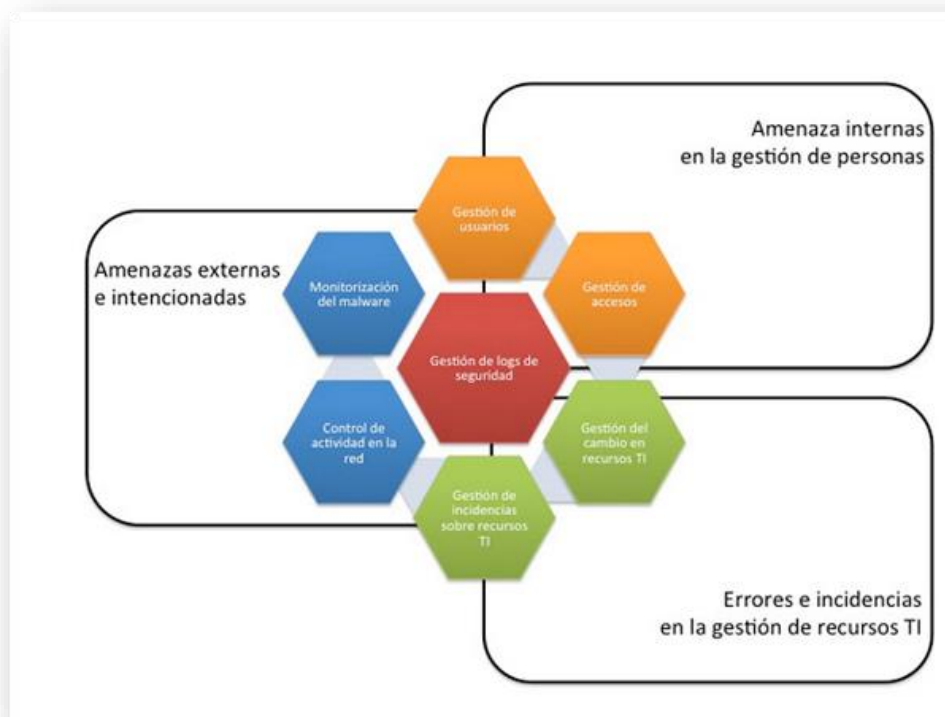 Amenaza internas
en la gestión de personas
Gestión de
usuarios
Amenazas externas
e intencionadas
Monitorización
del malware
Gestión de
accesos
Gestión de logs de
seguridad
Control de
actividad en la
red
Gestión del
cambio en
recursos TI
Gestión de
incidencias
sobre recursos
TI
Errores e incidencias
en la gestión de recursos TI